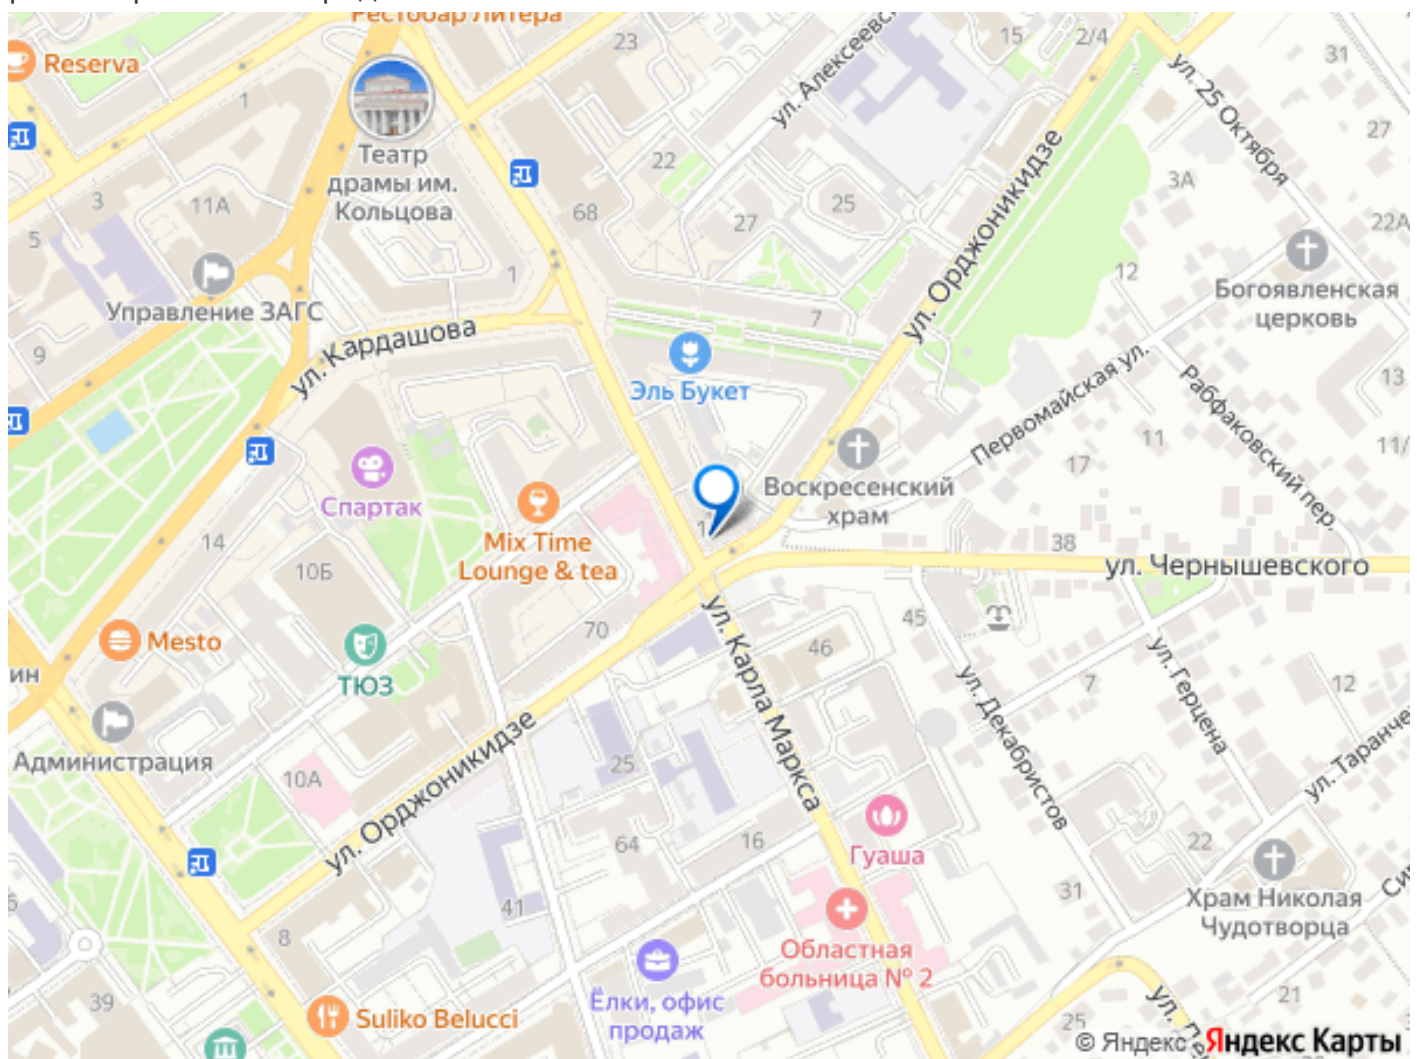 Рестобар Литера
Reserva
23
15
2/4
31
ул. 25 Октября
27
1
ул. Алексеевс
Театр
драмы им.
Кольцова
22
3А
3
11А
68
27
25
ул. Орджоникидзе
22А
5
12
1
Богоявленская
церковь
Управление ЗАГС
7
ул. Кардашова
9
Эль Букет
Первомайская ул.
Рабфаковский пер.
13
11
11/
17
Воскресенский
храм
Спартак
Mix Time
Lounge & tea
14
10Б
38
ул. Чернышевского
45
70
46
Mesto
ТЮЗ
ин
ул. Карла Маркса
ул. Декабристов
7
ул. Герцена
12
ул. Таранче
Администрация
10А
25
ул. Орджоникидзе
64
16
Гуаша
22
31
Храм Николая
Чудотворца
41
8
Областная
больница № 2
39
Suliko Belucci
Ёлки, офис
продаж
21
25
© Яндекс Яндекс Карты